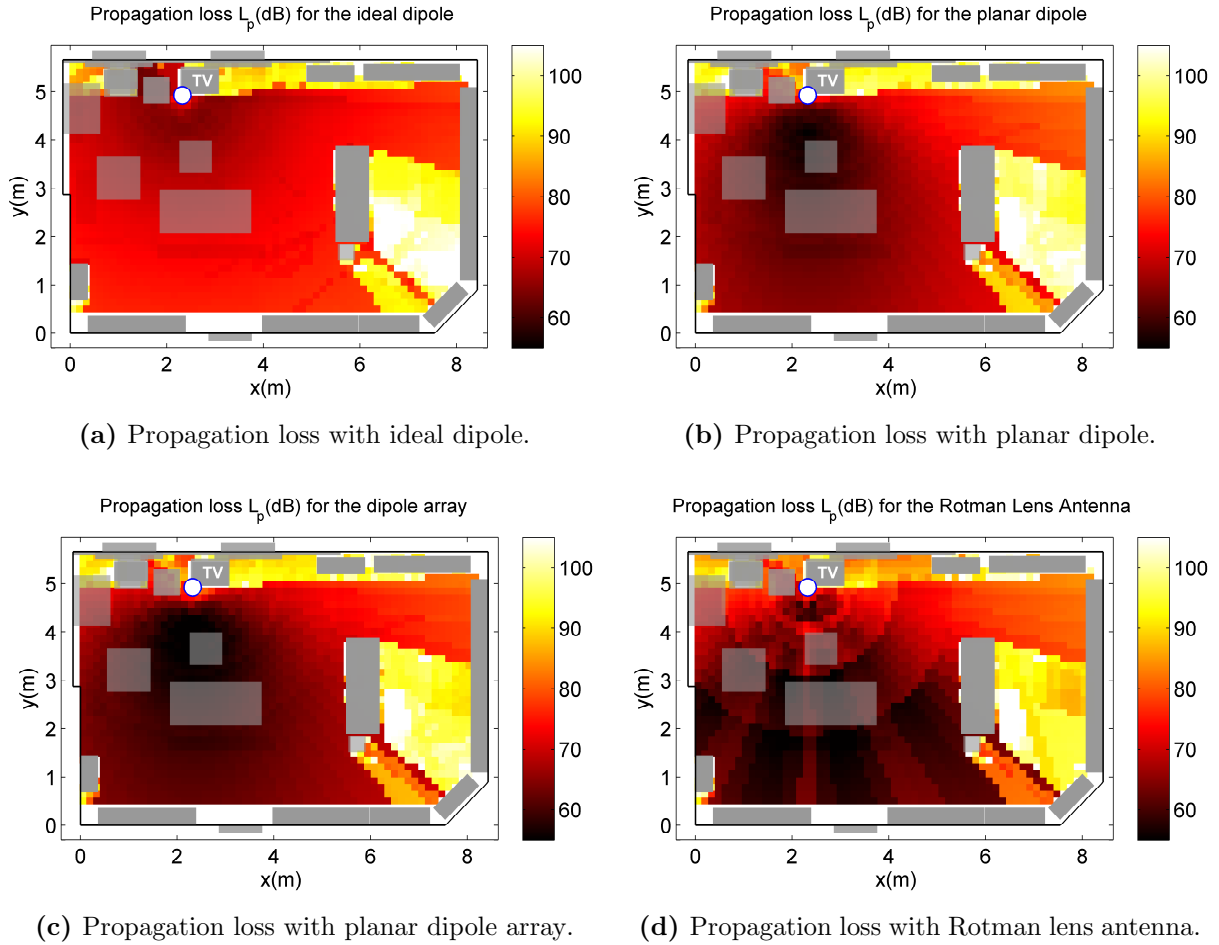 Propagation loss L_p(dB) for the ideal dipole
y(m)
5
4
3
2
1
0
TV
0 2 4 6 8
x(m)
100
90
80
70
60
(a) Propagation loss with ideal dipole.
Propagation loss L_p(dB) for the planar dipole
y(m)
5
4
3
2
1
0
TV
0 2 4 6 8
x(m)
100
90
80
70
60
(b) Propagation loss with planar dipole.
Propagation loss L_p(dB) for the dipole array
y(m)
5
4
3
2
1
0
TV
0 2 4 6 8
x(m)
100
90
80
70
60
(c) Propagation loss with planar dipole array.
Propagation loss L_p(dB) for the Rotman Lens Antenna
y(m)
5
4
3
2
1
0
TV
0 2 4 6 8
x(m)
100
90
80
70
60
(d) Propagation loss with Rotman lens antenna.